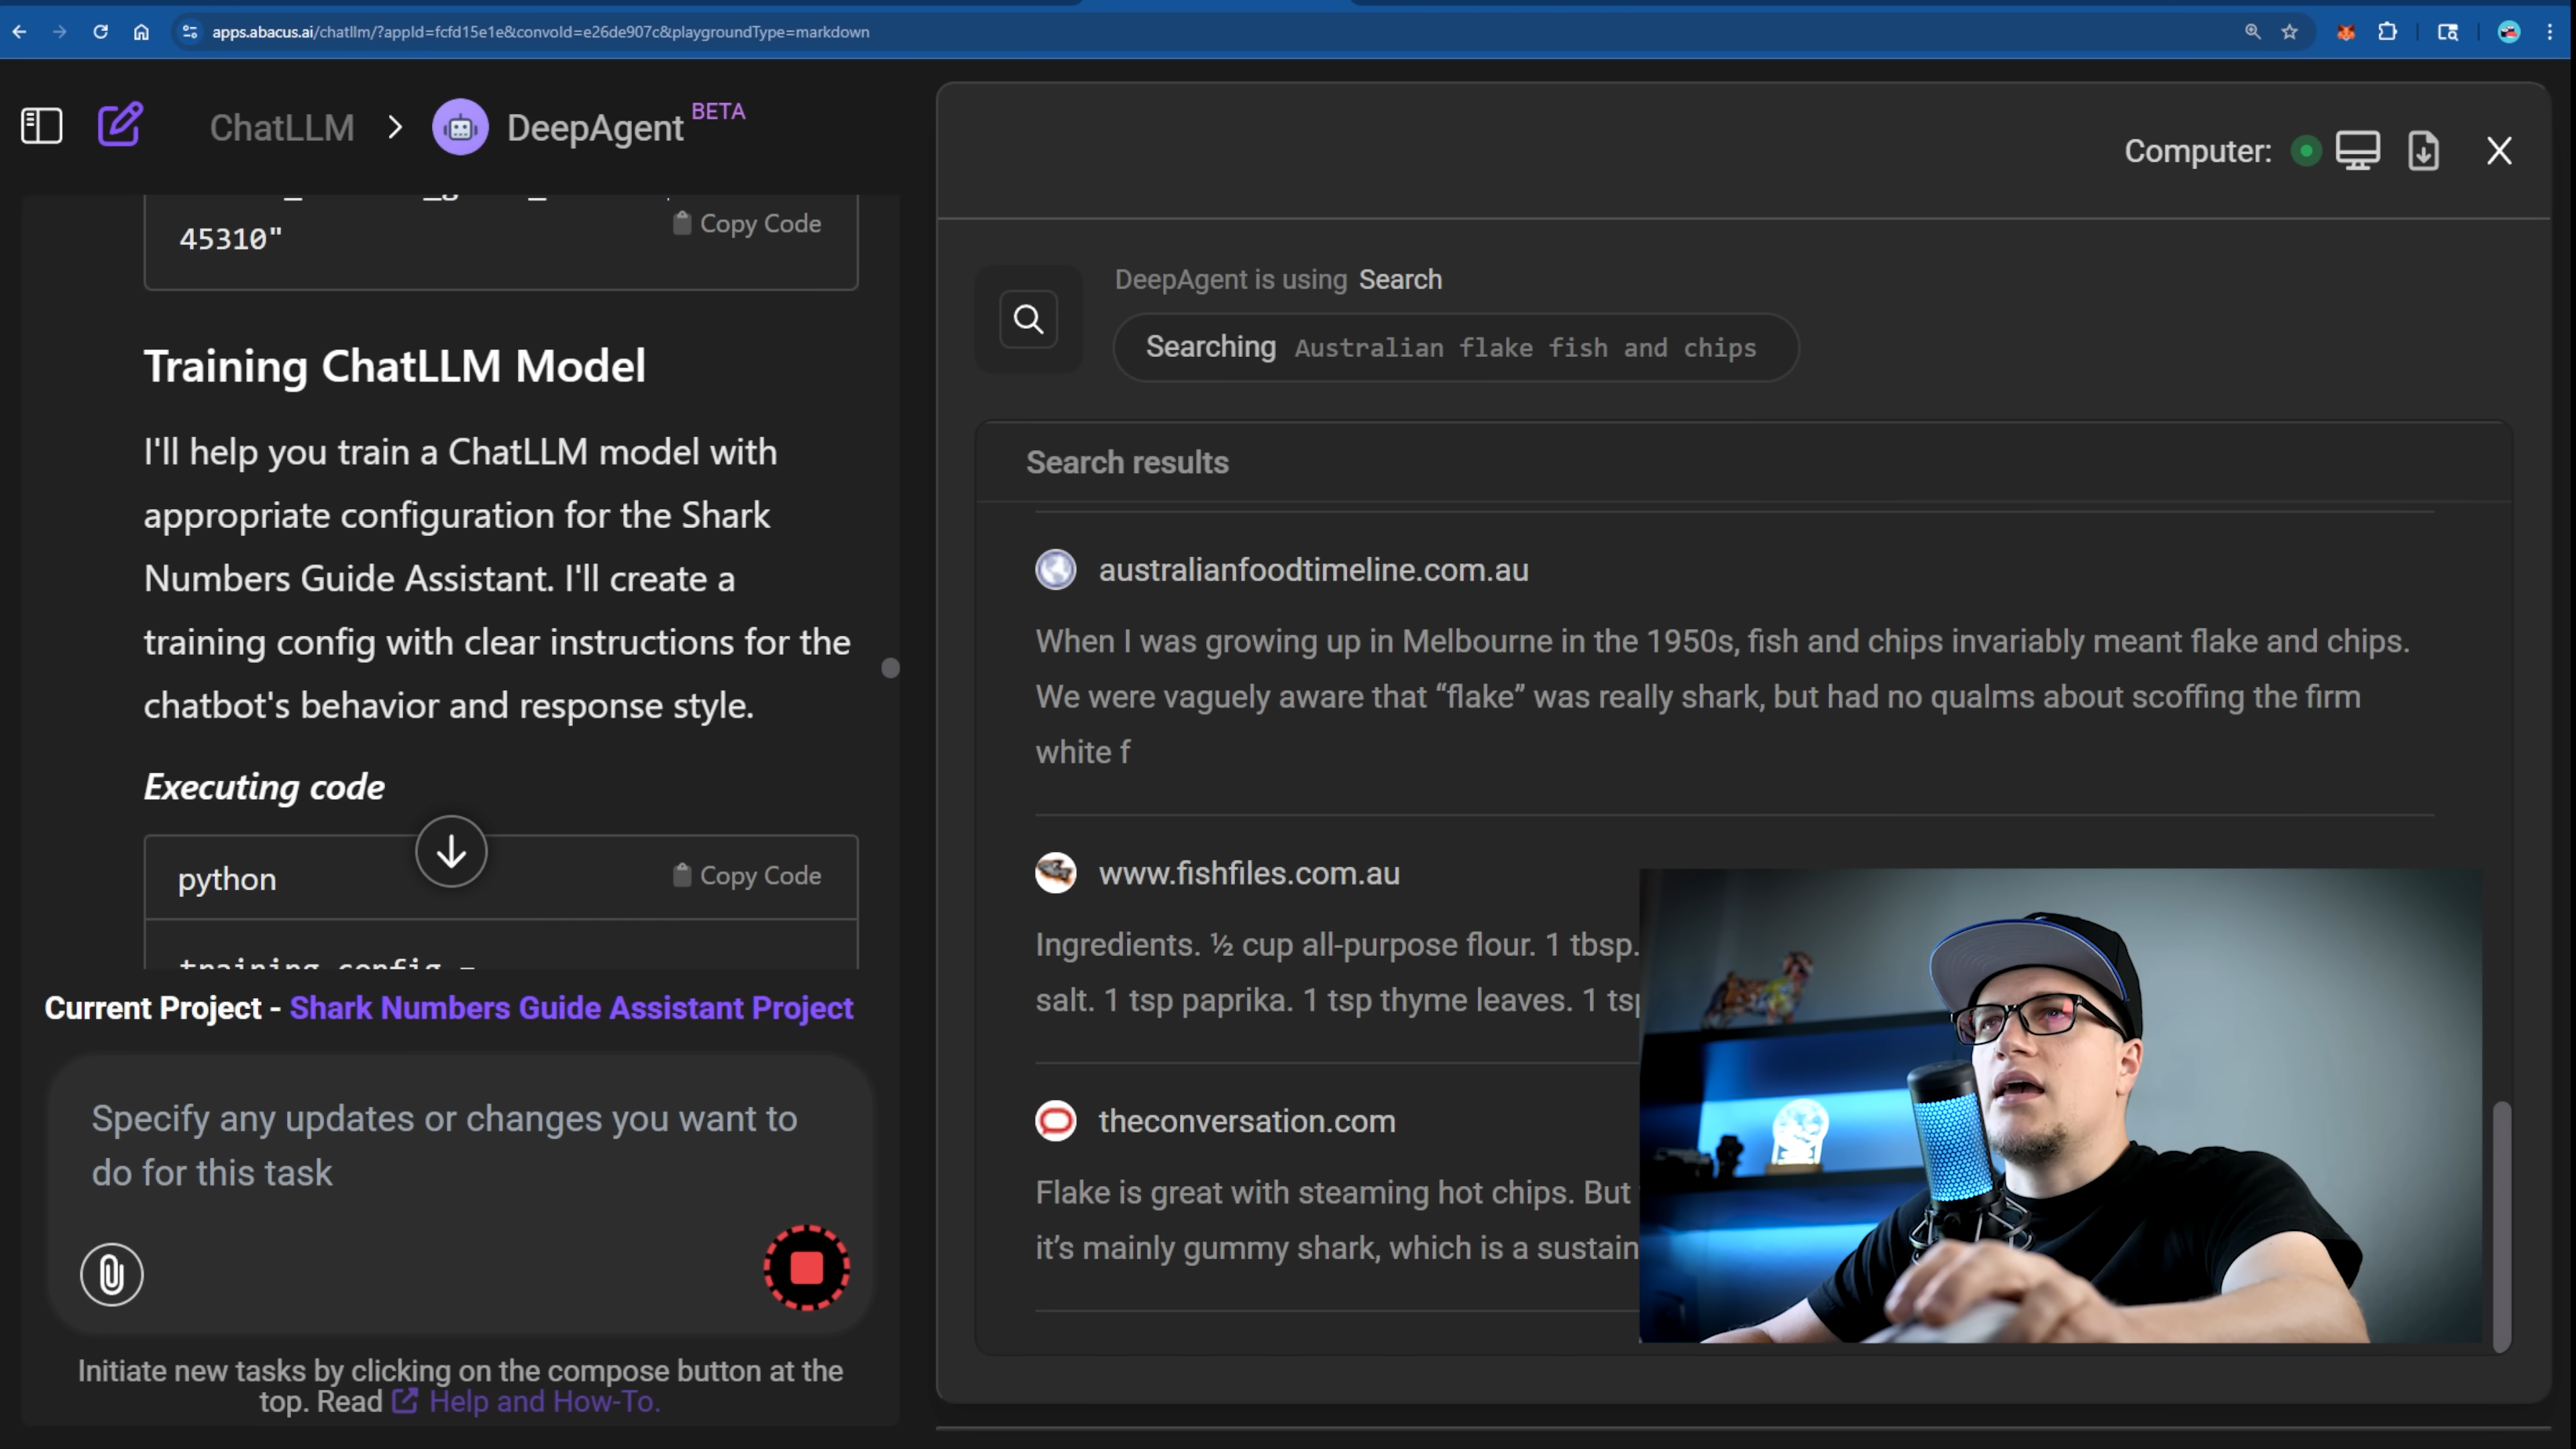 apps.abacus.ai/chatllm/?appId=fcfd15e1e&convoId=e26de907c&playgroundType=markdown
ChatLLM
DeepAgent
BETA
45310"
Copy Code
Training ChatLLM Model
I'll help you train a ChatLLM model with
appropriate configuration for the Shark
Numbers Guide Assistant. I'll create a
training config with clear instructions for the
chatbot's behavior and response style.
Executing code
python
Copy Code
training_config =
Current Project - Shark Numbers Guide Assistant Project
Specify any updates or changes you want to
do for this task
Initiate new tasks by clicking on the compose button at the
top. Read Help and How-To.
Computer:
DeepAgent is using Search
Searching Australian flake fish and chips
Search results
australianfoodtimeline.com.au
When I was growing up in Melbourne in the 1950s, fish and chips invariably meant flake and chips.
We were vaguely aware that “flake” was really shark, but had no qualms about scoffing the firm
white f
www.fishfiles.com.au
Ingredients. ½ cup all-purpose flour. 1 tbsp.
salt. 1 tsp paprika. 1 tsp thyme leaves. 1 tsp
theconversation.com
Flake is great with steaming hot chips. But
it’s mainly gummy shark, which is a sustain